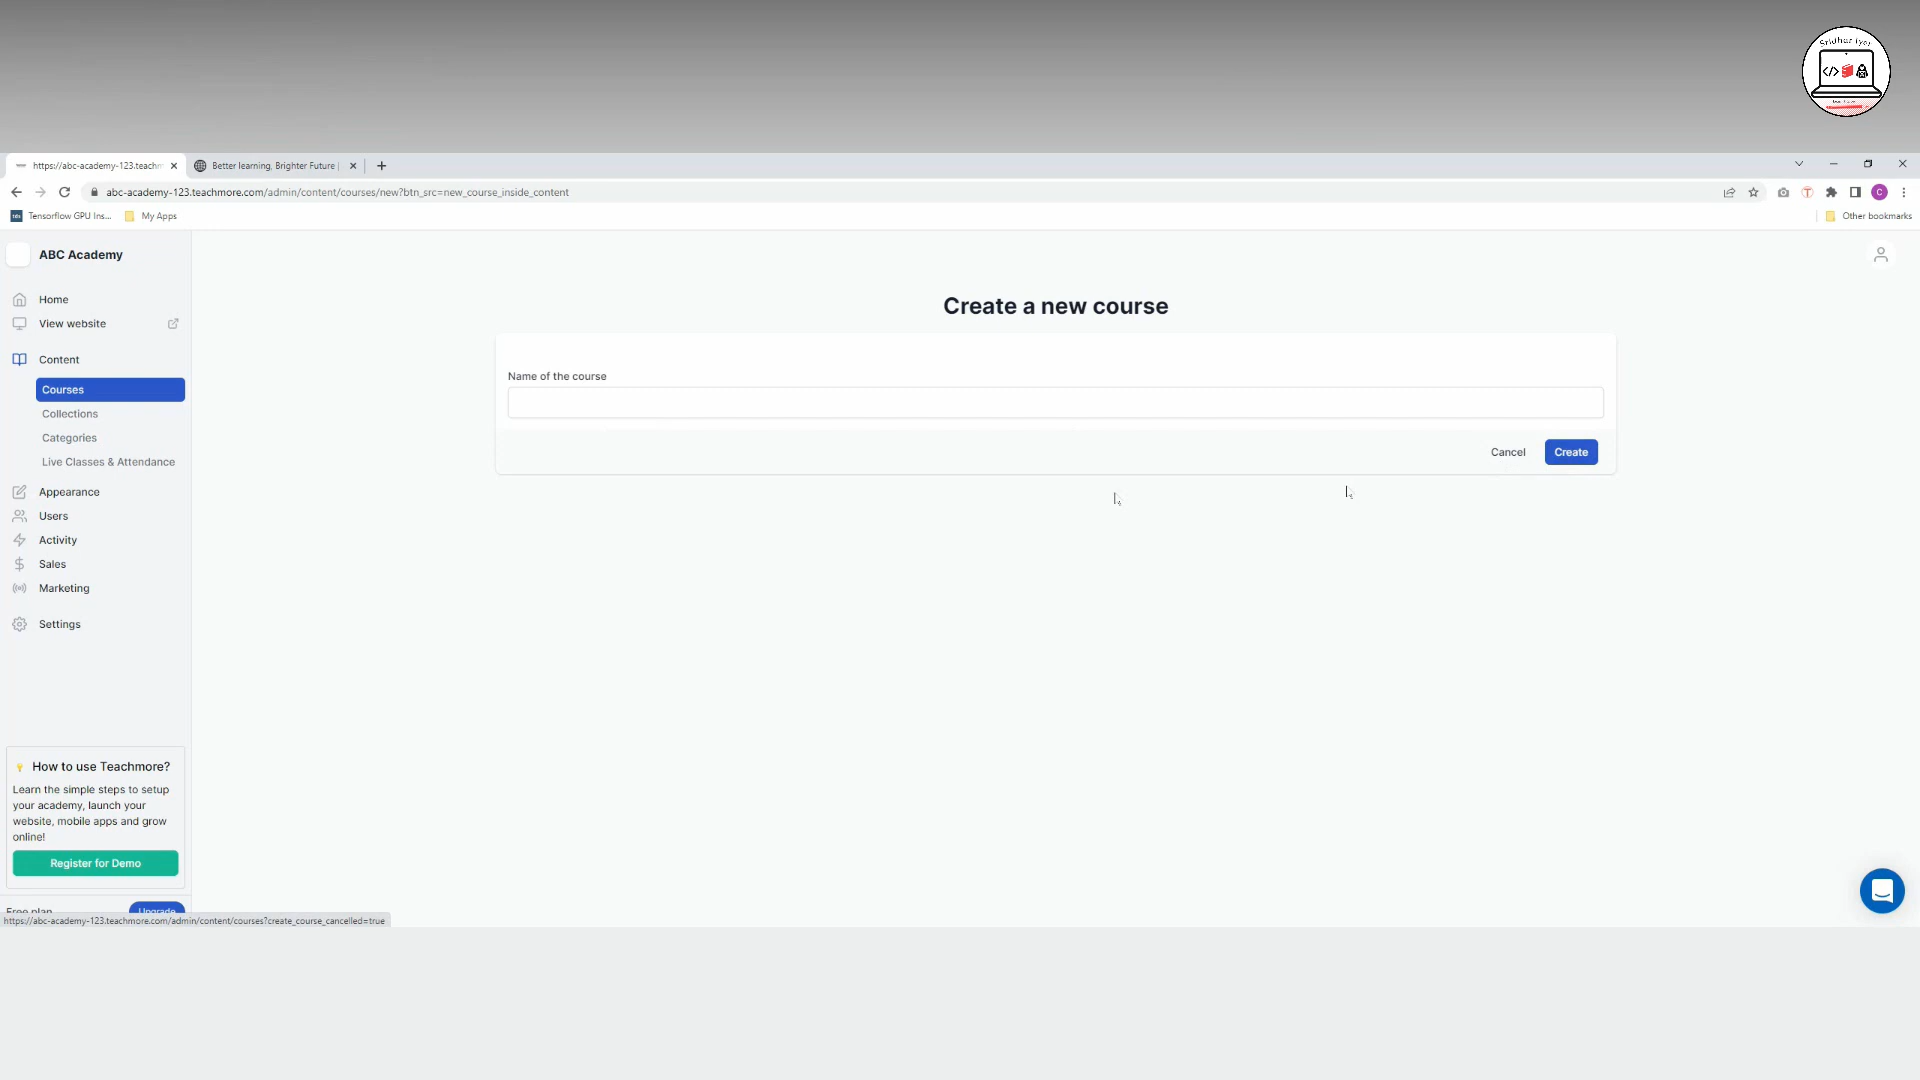 Sridhar Iyer
</>
https://abc-academy-123.teachm
Better learning, Brighter Future |
abc-academy-123.teachmore.com/admin/content/courses/new?btn_src=new_course_inside_content
C
Tensorflow GPU Ins...
My Apps
Other bookmarks
ABC Academy
Home
View website
Content
Courses
Collections
Categories
Live Classes & Attendance
Appearance
Users
Activity
Sales
Marketing
Settings
Create a new course
Name of the course
Cancel
Create
How to use Teachmore?
Learn the simple steps to setup
your academy, launch your
website, mobile apps and grow
online!
Register for Demo
Free plan
Upgrade
https://abc-academy-123.teachmore.com/admin/content/courses?create_course_cancelled=true